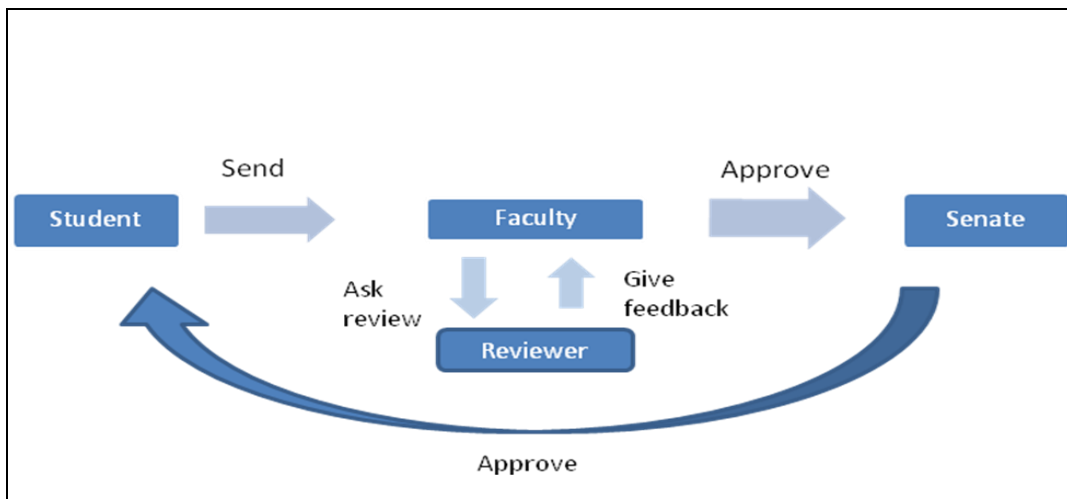 Send
Approve
Student
Faculty
Senate
Ask
review
Give
feedback
Reviewer
Approve